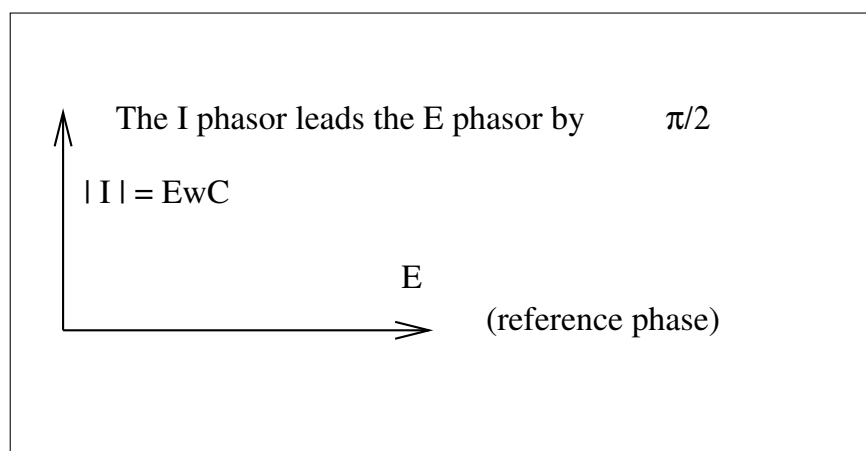 The I phasor leads the E phasor by π/2
| I | = EwC
E
(reference phase)